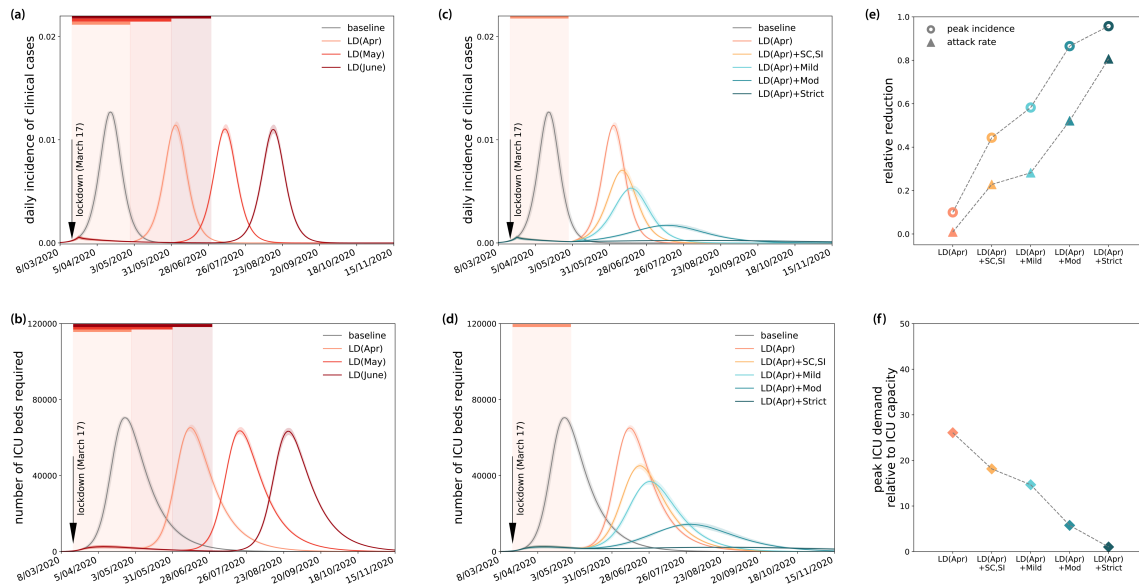 (a)
daily incidence of clinical cases
0.02
0.01
0.00
lockdown (March 17)
baseline
LD(Apr)
LD(May)
LD(June)
8/03/2020
5/04/2020
3/05/2020
31/05/2020
28/06/2020
26/07/2020
23/08/2020
20/09/2020
18/10/2020
15/11/2020
(c)
daily incidence of clinical cases
0.02
0.01
0.00
lockdown (March 17)
baseline
LD(Apr)
LD(Apr)+SC,SI
LD(Apr)+Mild
LD(Apr)+Mod
LD(Apr)+Strict
8/03/2020
5/04/2020
3/05/2020
31/05/2020
28/06/2020
26/07/2020
23/08/2020
20/09/2020
18/10/2020
15/11/2020
(e)
relative reduction
1.0
0.8
0.6
0.4
0.2
0.0
peak incidence
attack rate
LD(Apr)
LD(Apr)
+SC,SI
LD(Apr)
+Mild
LD(Apr)
+Mod
LD(Apr)
+Strict
(b)
number of ICU beds required
120000
80000
40000
0
lockdown (March 17)
baseline
LD(Apr)
LD(May)
LD(June)
8/03/2020
5/04/2020
3/05/2020
31/05/2020
28/06/2020
26/07/2020
23/08/2020
20/09/2020
18/10/2020
15/11/2020
(d)
number of ICU beds required
120000
80000
40000
0
lockdown (March 17)
baseline
LD(Apr)
LD(Apr)+SC,SI
LD(Apr)+Mild
LD(Apr)+Mod
LD(Apr)+Strict
8/03/2020
5/04/2020
3/05/2020
31/05/2020
28/06/2020
26/07/2020
23/08/2020
20/09/2020
18/10/2020
15/11/2020
(f)
peak ICU demand
relative to ICU capacity
50
40
30
20
10
0
LD(Apr)
LD(Apr)
+SC,SI
LD(Apr)
+Mild
LD(Apr)
+Mod
LD(Apr)
+Strict